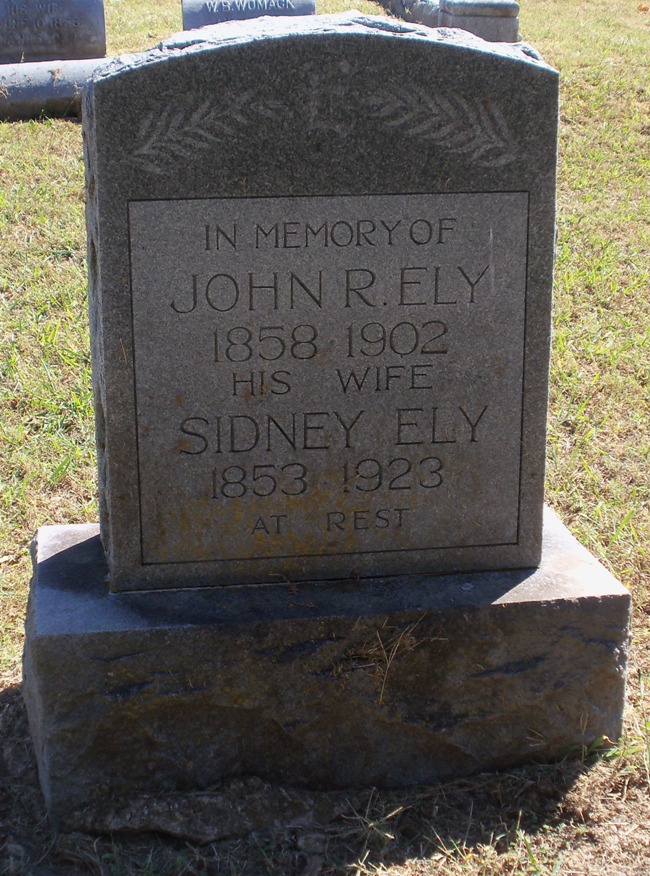 W.B. WOMACK
E
IN MEMORY OF
JOHN R. ELY
1858 1902
HIS WIFE
SIDNEY ELY
1853 1923
AT REST